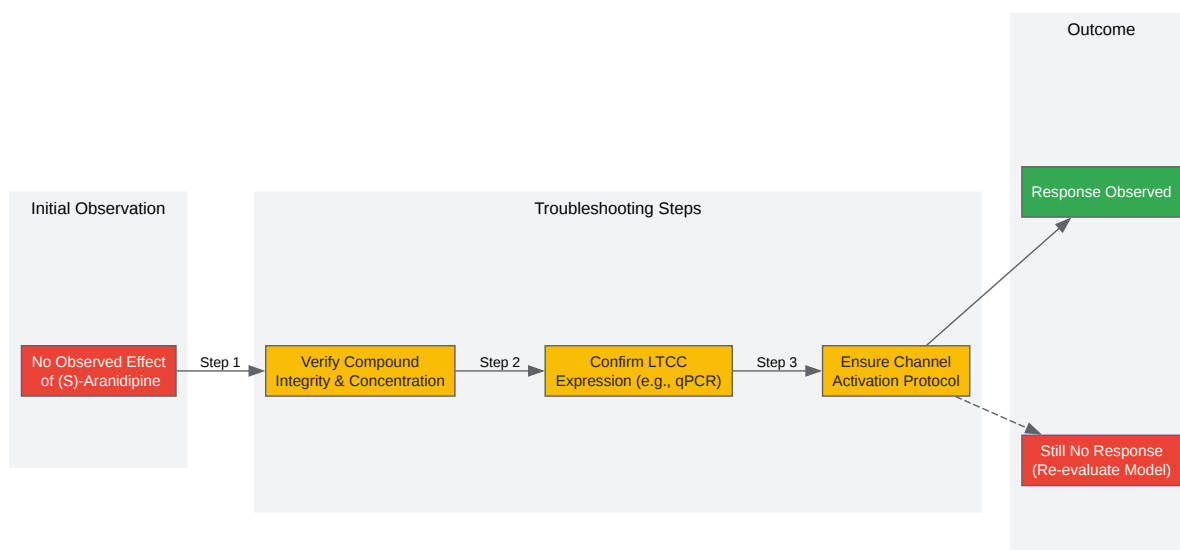 Outcome
Response Observed
Initial Observation
Troubleshooting Steps
No Observed Effect
of (S)-Aranidipine
Step 1
Verify Compound
Integrity & Concentration
Step 2
Confirm LTCC
Expression (e.g., qPCR)
Step 3
Ensure Channel
Activation Protocol
Still No Response
(Re-evaluate Model)